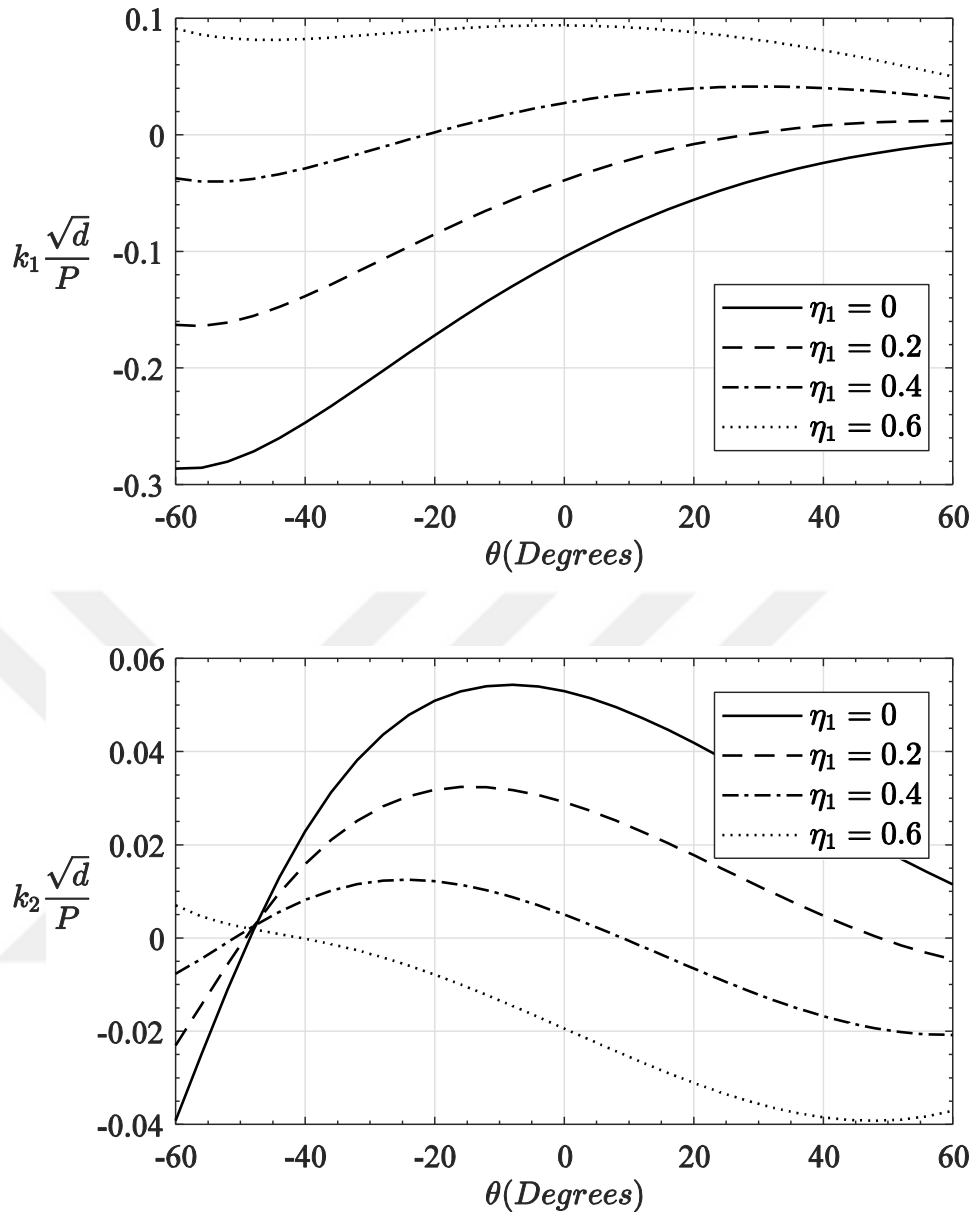 0.1
0
-0.1
-0.2
-0.3
k₁ √d / P
η₁ = 0
η₁ = 0.2
η₁ = 0.4
η₁ = 0.6
-60 -40 -20 0 20 40 60
θ(Degrees)
0.06
0.04
0.02
0
-0.02
-0.04
k₂ √d / P
η₁ = 0
η₁ = 0.2
η₁ = 0.4
η₁ = 0.6
-60 -40 -20 0 20 40 60
θ(Degrees)